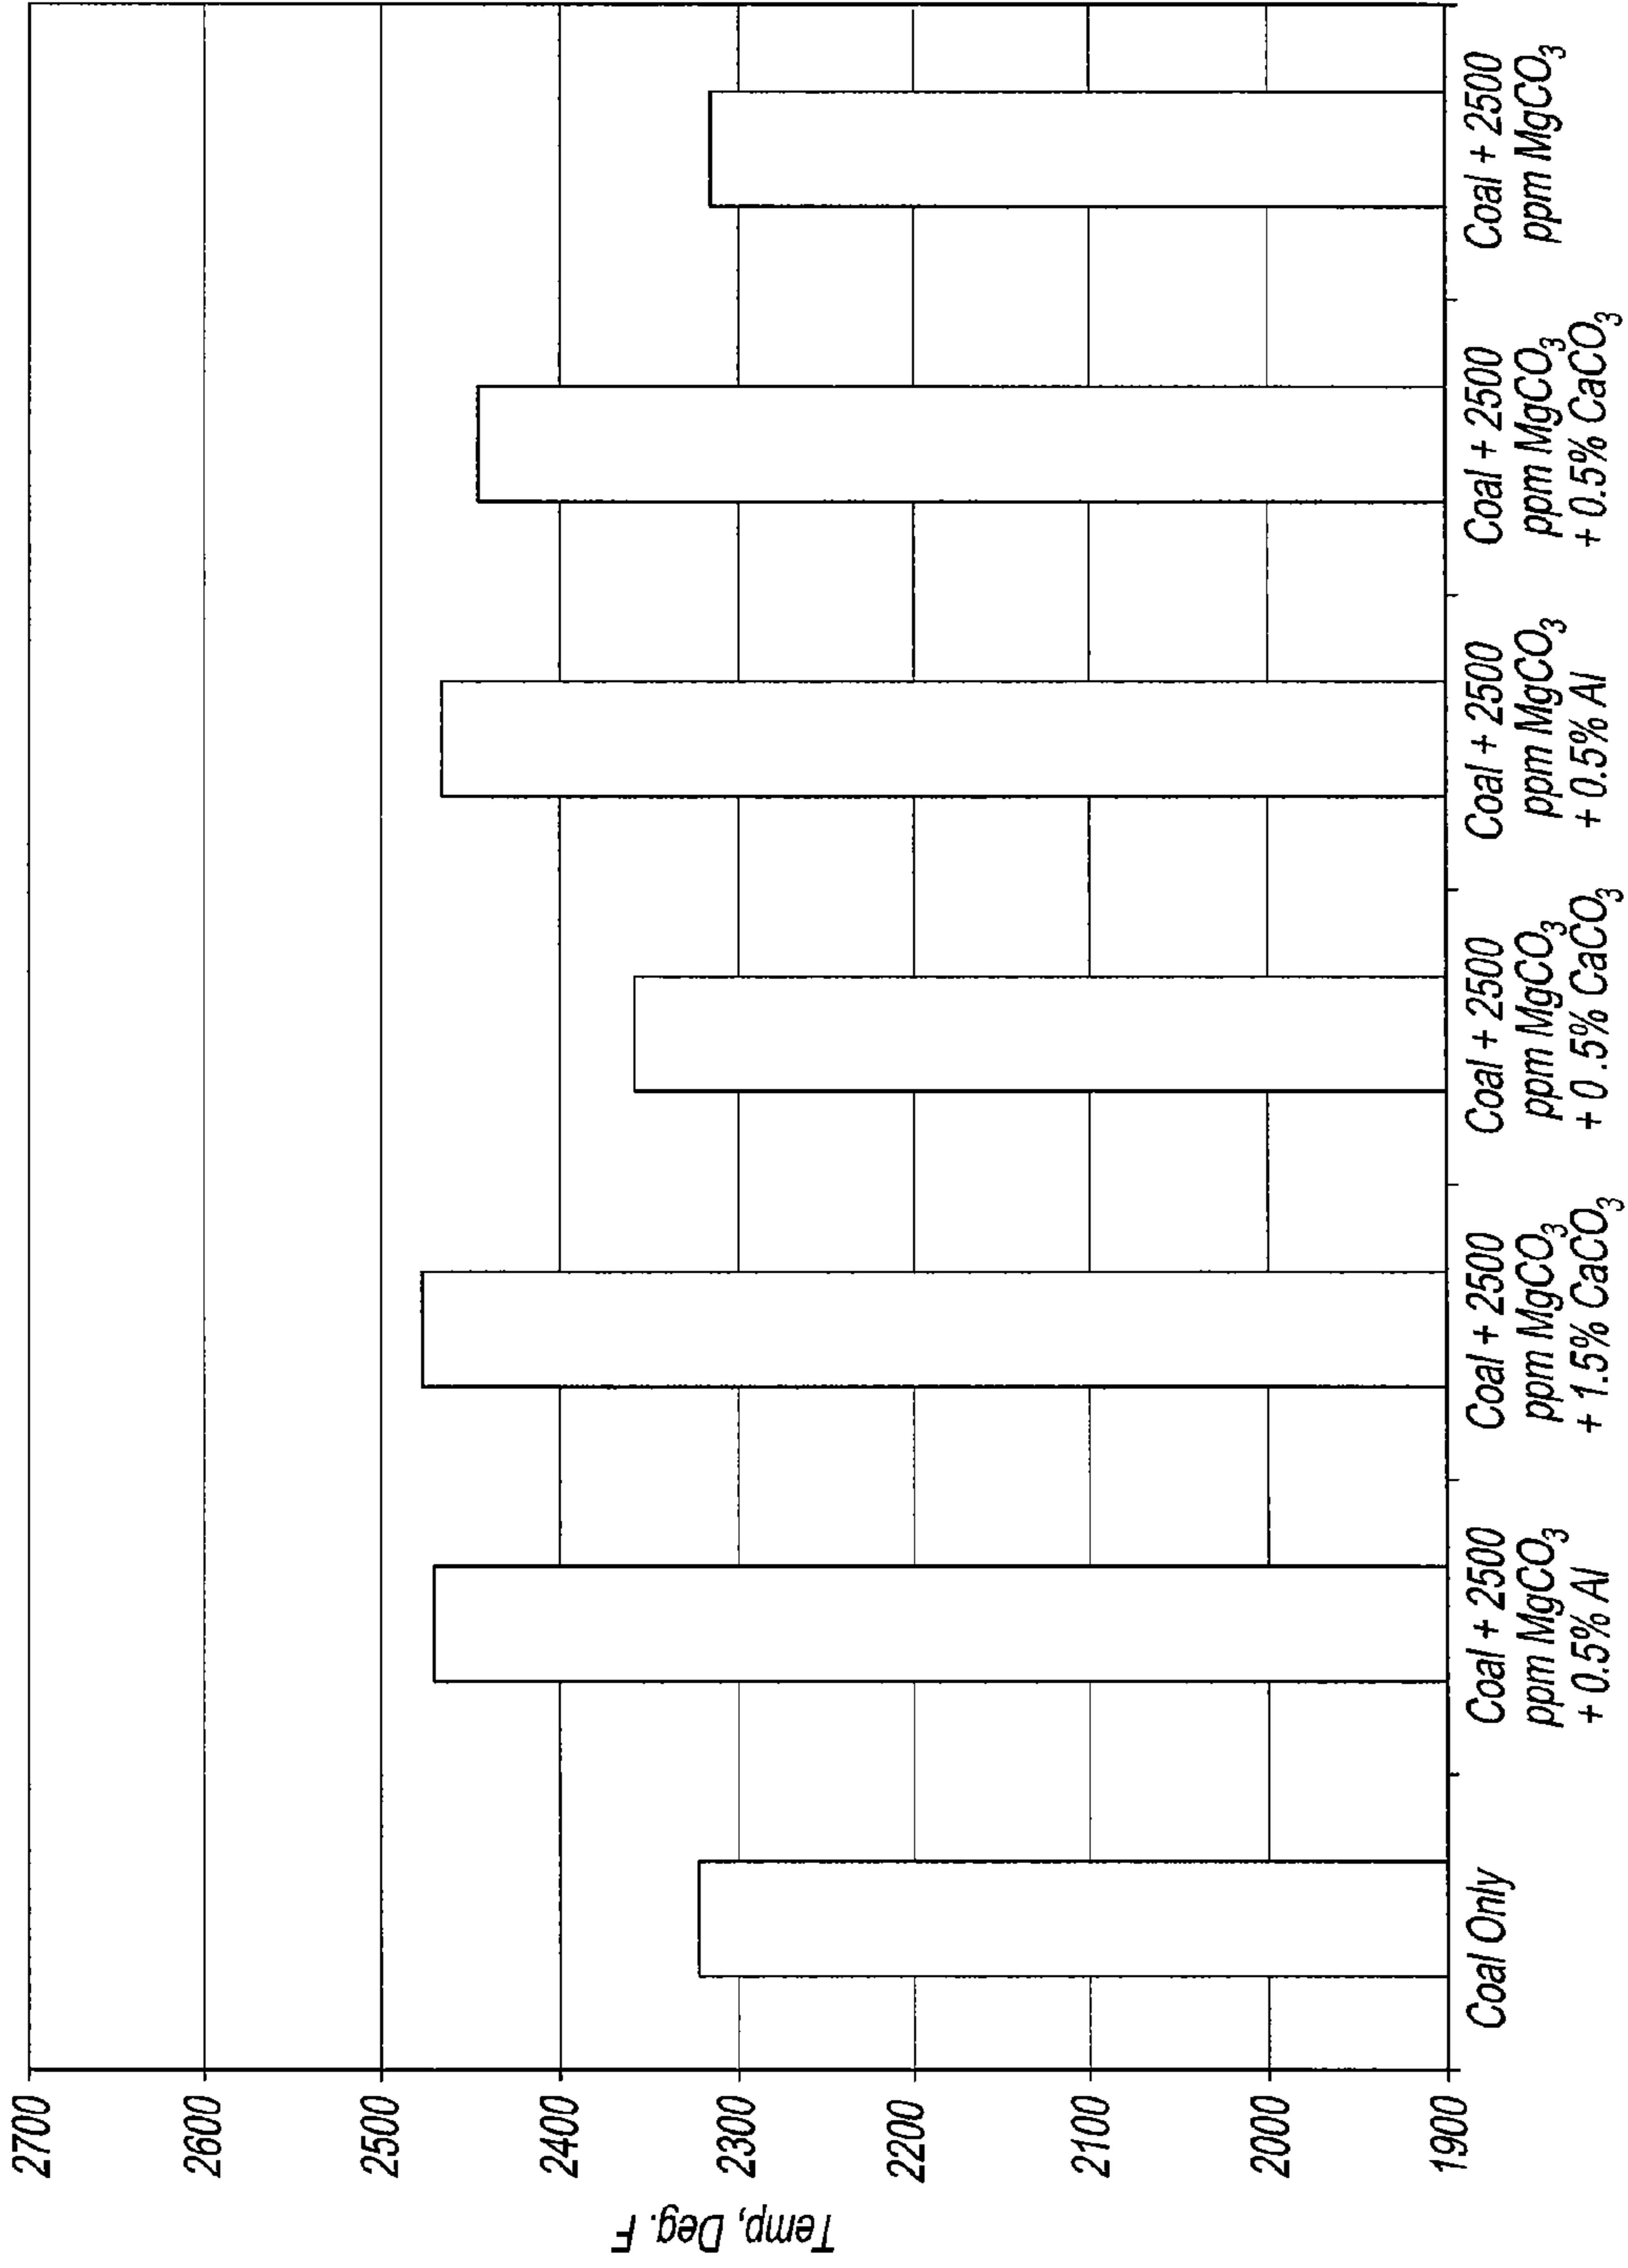 Temp, Deg. F
2700
2600
2500
2400
2300
2200
2100
2000
1900
Coal Only
Coal + 2500
ppm MgCO₃
+ 0.5% Al
Coal + 2500
ppm MgCO₃
+ 1.5% CaCO₃
Coal + 2500
ppm MgCO₃
+ 0.5% CaCO₃
Coal + 2500
ppm MgCO₃
+ 0.5% Al
Coal + 2500
ppm MgCO₃
+ 0.5% CaCO₃
Coal + 2500
ppm MgCO₃